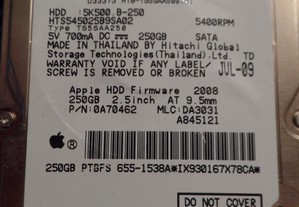 HDD :5K500.B-250
HTS545025B9SA02 5400RPM
Type TS5SAA250
5V 700mA DC 250GB SATA
MADE IN THAILAND BY Hitachi Global
Storage Technologies(Thailand).Ltd. TD
WARRANTY VOID IF ANY LABEL/
SCREW IS REMOVED OR BROKEN
JUL-09
Apple HDD Firmware 2008
250GB 2.5inch AT 9.5mm
P/N:0A70462 MLC:DA3031
A845121
250GB PTBFS 655-1538A*IX930167X78CA*
DO NOT COVER